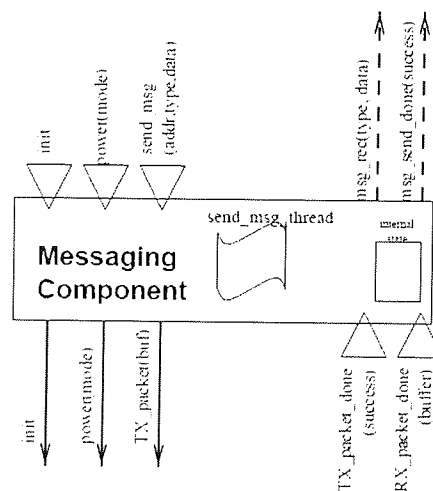 init
power(mode)
send_msg
(addr,type,data)
msg_rec(type, data)
msg_send_done(success)
send_msg_thread
internal
state
Messaging
Component
init
power(mode)
TX_packet(buf)
TX_packet_done
(success)
RX_packet_done
(buffer)